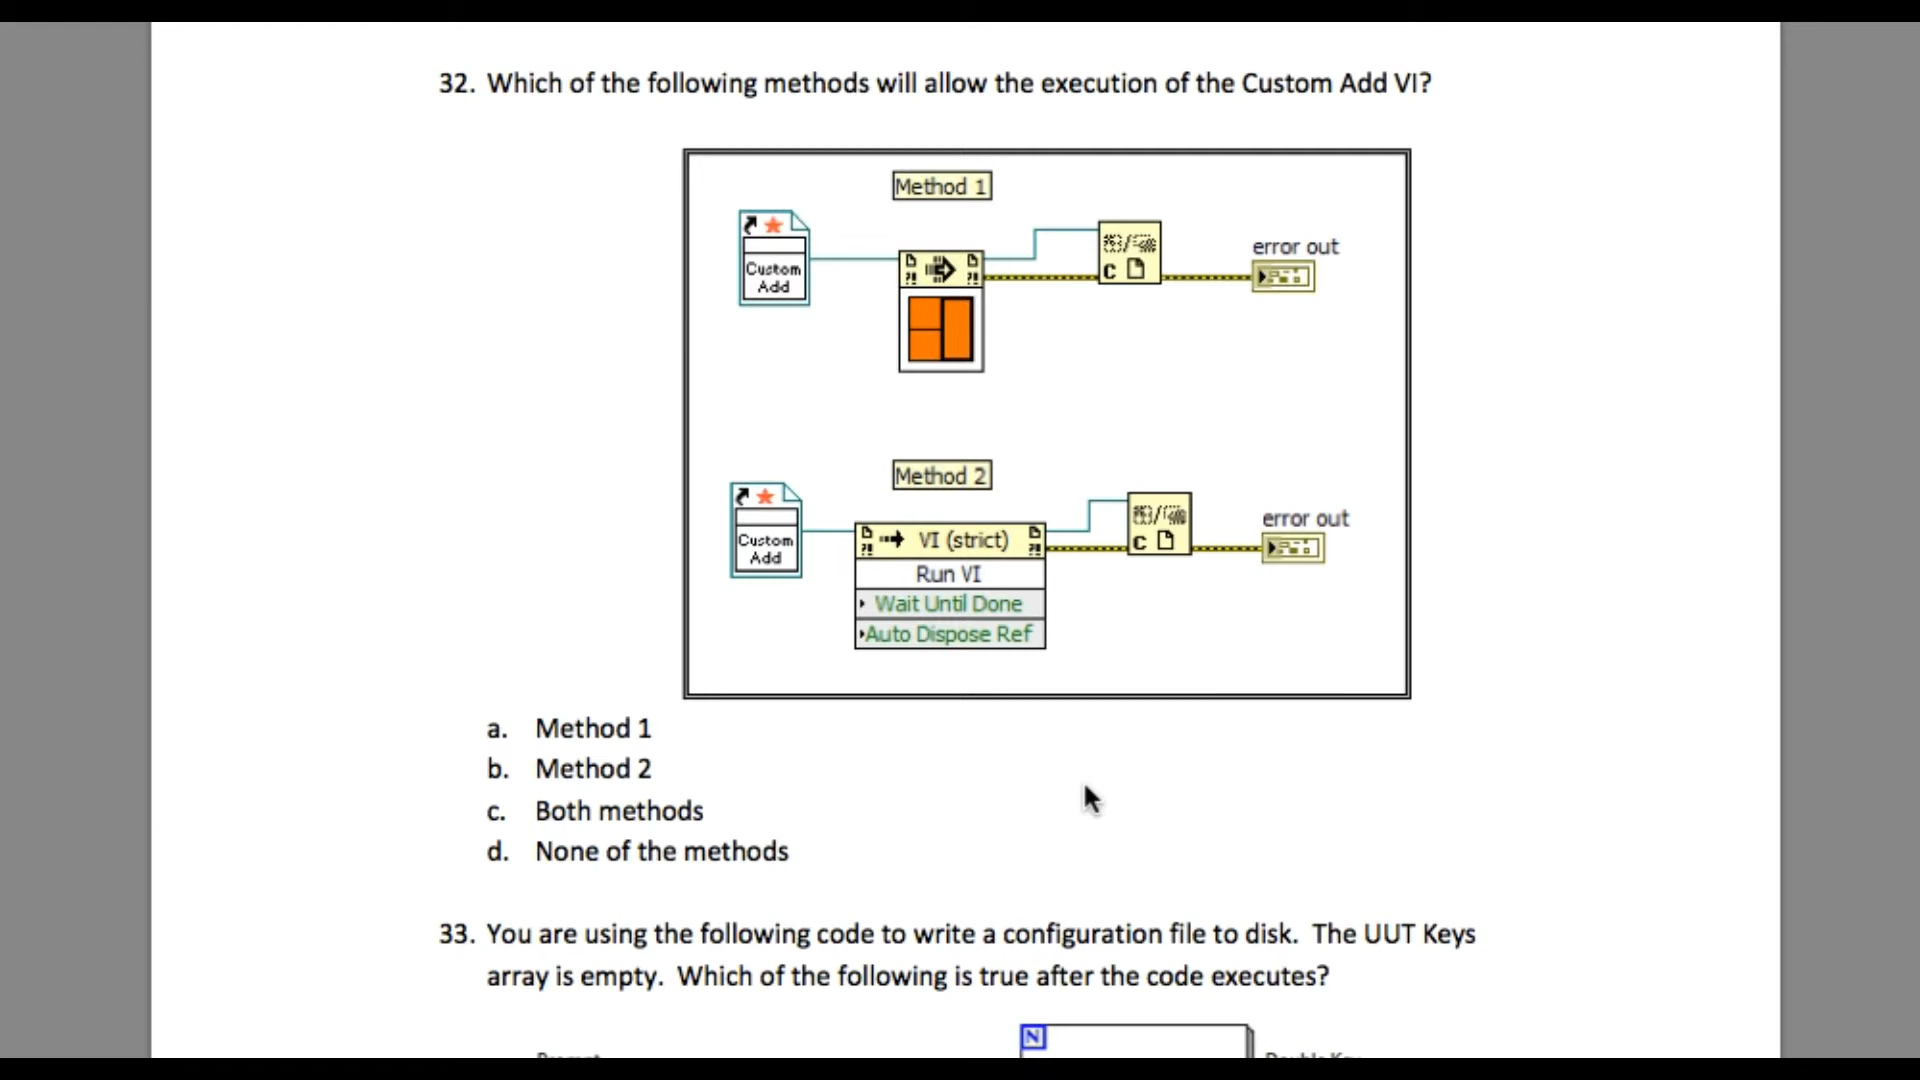 32. Which of the following methods will allow the execution of the Custom Add VI?
Method 1
Custom
Add
error out
Method 2
Custom
Add
VI (strict)
Run VI
Wait Until Done
Auto Dispose Ref
error out
a. Method 1
b. Method 2
c. Both methods
d. None of the methods
33. You are using the following code to write a configuration file to disk. The UUT Keys
array is empty. Which of the following is true after the code executes?
N